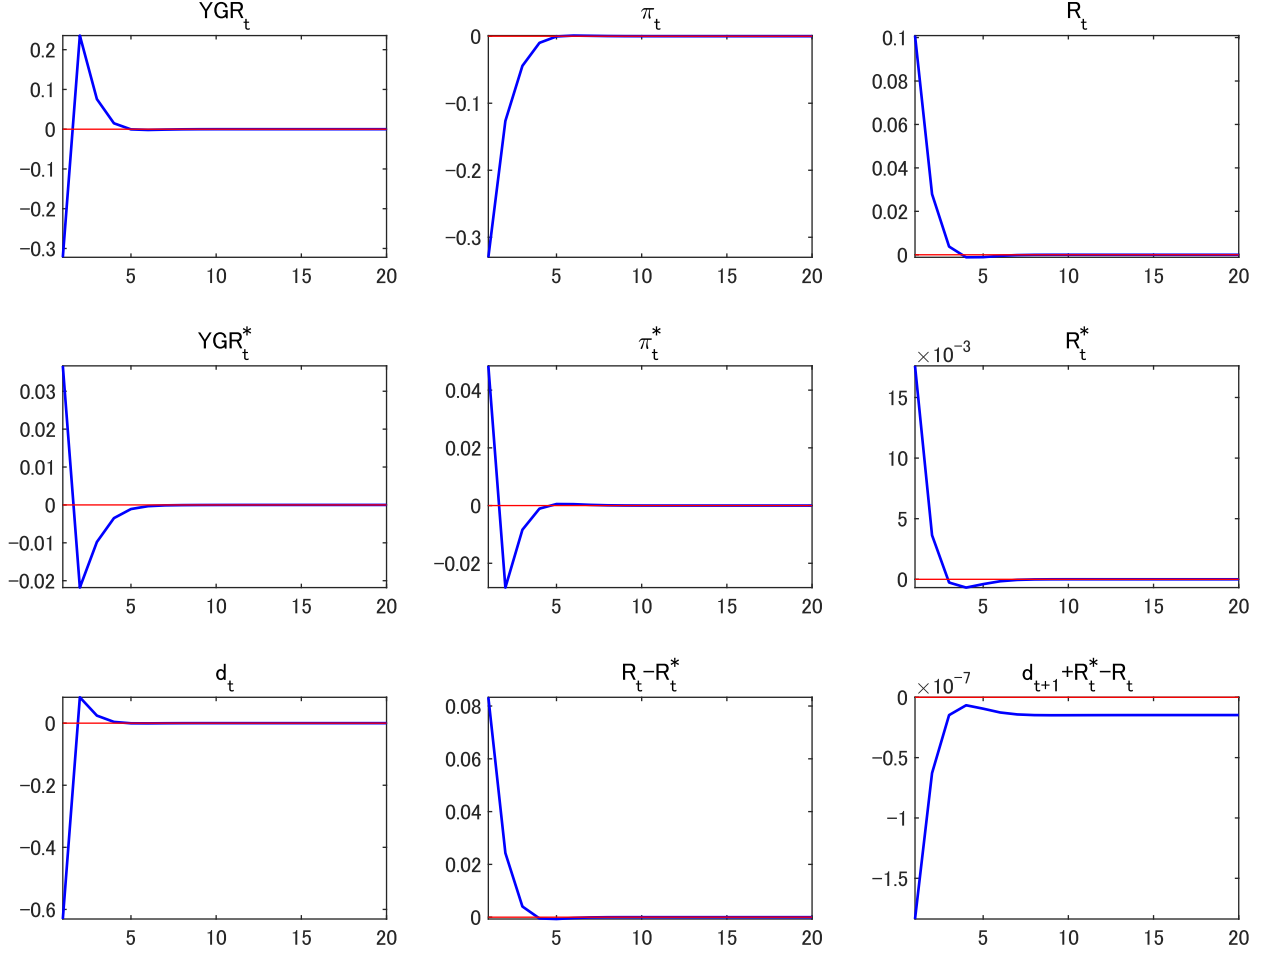 YGR_t π_t R_t
0.2 0.1 0 −0.1 −0.2 −0.3
0 −0.1 −0.2 −0.3
0.1 0.08 0.06 0.04 0.02 0
5 10 15 20 5 10 15 20 5 10 15 20
YGR*_t π*_t R*_t
×10⁻³
0.03 0.02 0.01 0 −0.01 −0.02
0.04 0.02 0 −0.02
15 10 5 0
5 10 15 20 5 10 15 20 5 10 15 20
d_t R_t−R*_t d_{t+1}+R*_t−R_t
×10⁻⁷
0 −0.2 −0.4 −0.6
0.08 0.06 0.04 0.02 0
0 −0.5 −1 −1.5
5 10 15 20 5 10 15 20 5 10 15 20